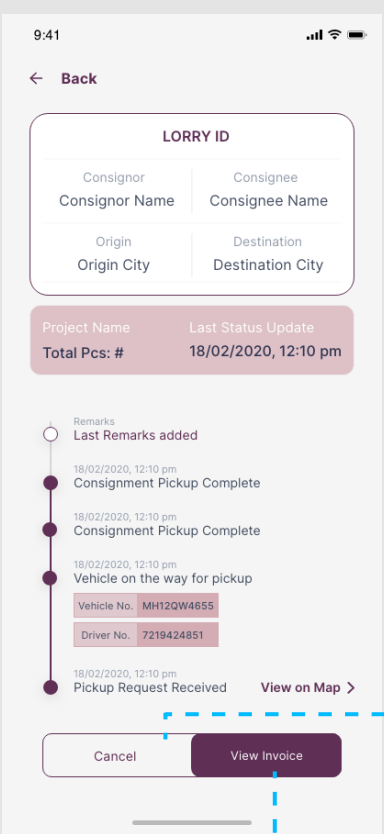 9:41
Back
LORRY ID
Consignor
Consignee
Consignor Name
Consignee Name
Origin
Destination
Origin City
Destination City
Project Name
Last Status Update
Total Pcs: #
18/02/2020, 12:10 pm
Remarks
Last Remarks added
18/02/2020, 12:10 pm
Consignment Pickup Complete
18/02/2020, 12:10 pm
Consignment Pickup Complete
18/02/2020, 12:10 pm
Vehicle on the way for pickup
Vehicle No. MH12QW4655
Driver No. 7219424851
18/02/2020, 12:10 pm
Pickup Request Received
View on Map
Cancel
View Invoice